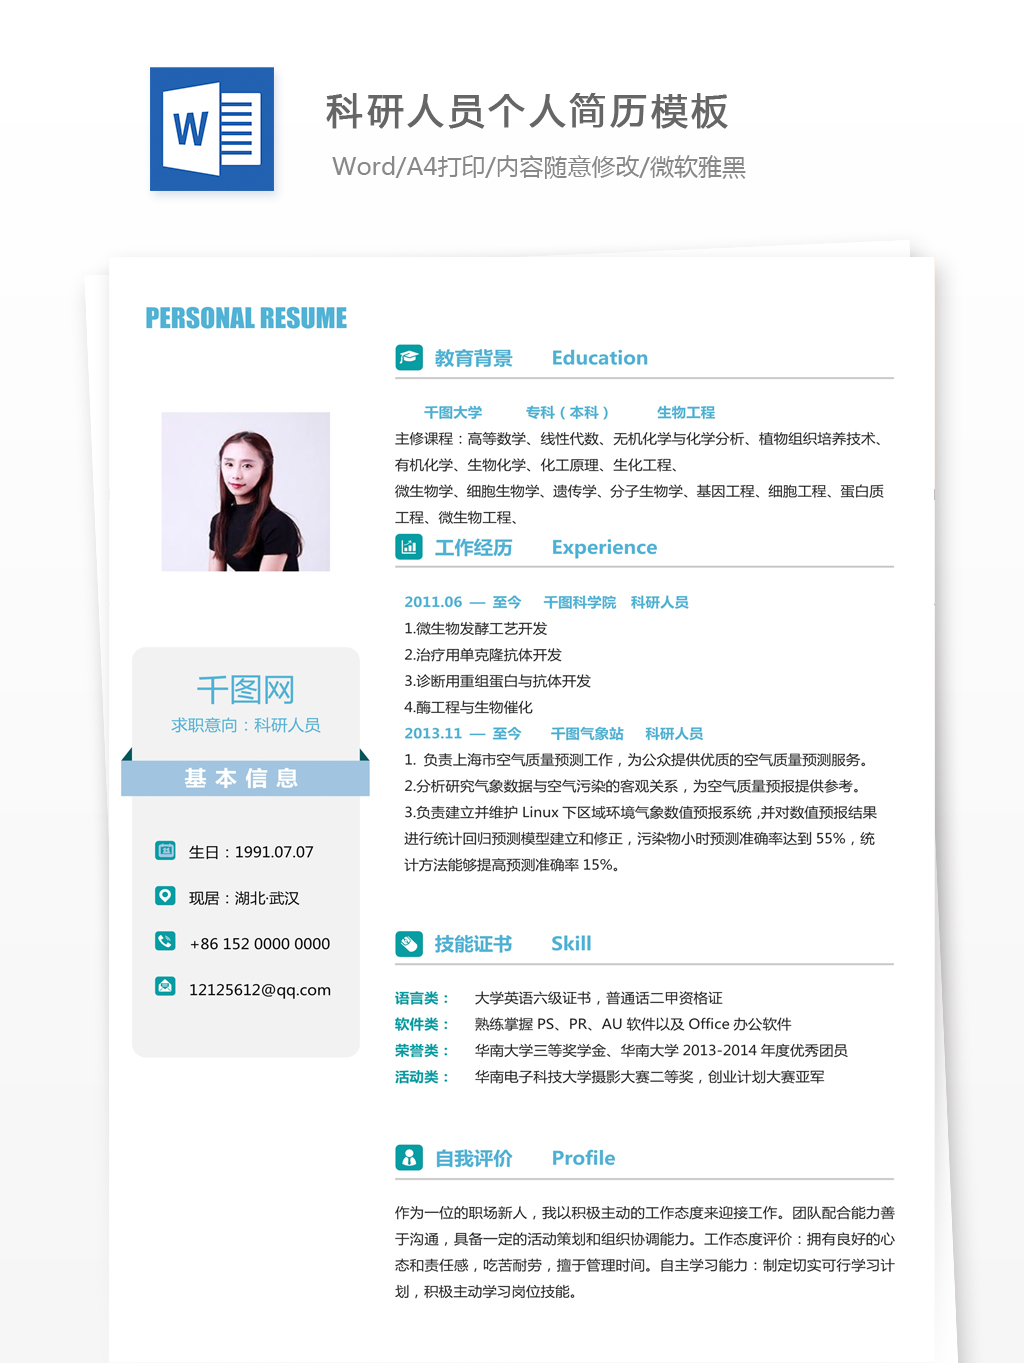 W
科研人员个人简历模板
Word/A4打印/内容随意修改/微软雅黑
PERSONAL RESUME
千图网
求职意向：科研人员
基本信息
生日：1991.07.07
现居：湖北·武汉
+86 152 0000 0000
12125612@qq.com
教育背景 Education
千图大学 专科（本科） 生物工程
主修课程：高等数学、线性代数、无机化学与化学分析、植物组织培养技术、
有机化学、生物化学、化工原理、生化工程、
微生物学、细胞生物学、遗传学、分子生物学、基因工程、细胞工程、蛋白质
工程、微生物工程、
工作经历 Experience
2011.06 — 至今 千图科学院 科研人员
1.微生物发酵工艺开发
2.治疗用单克隆抗体开发
3.诊断用重组蛋白与抗体开发
4.酶工程与生物催化
2013.11 — 至今 千图气象站 科研人员
1. 负责上海市空气质量预测工作，为公众提供优质的空气质量预测服务。
2.分析研究气象数据与空气污染的客观关系，为空气质量预报提供参考。
3.负责建立并维护 Linux 下区域环境气象数值预报系统 ,并对数值预报结果
进行统计回归预测模型建立和修正，污染物小时预测准确率达到 55%，统
计方法能够提高预测准确率 15%。
技能证书 Skill
语言类： 大学英语六级证书，普通话二甲资格证
软件类： 熟练掌握 PS、PR、AU 软件以及 Office 办公软件
荣誉类： 华南大学三等奖学金、华南大学 2013-2014 年度优秀团员
活动类： 华南电子科技大学摄影大赛二等奖，创业计划大赛亚军
自我评价 Profile
作为一位的职场新人，我以积极主动的工作态度来迎接工作。团队配合能力善
于沟通，具备一定的活动策划和组织协调能力。工作态度评价：拥有良好的心
态和责任感，吃苦耐劳，擅于管理时间。自主学习能力：制定切实可行学习计
划，积极主动学习岗位技能。